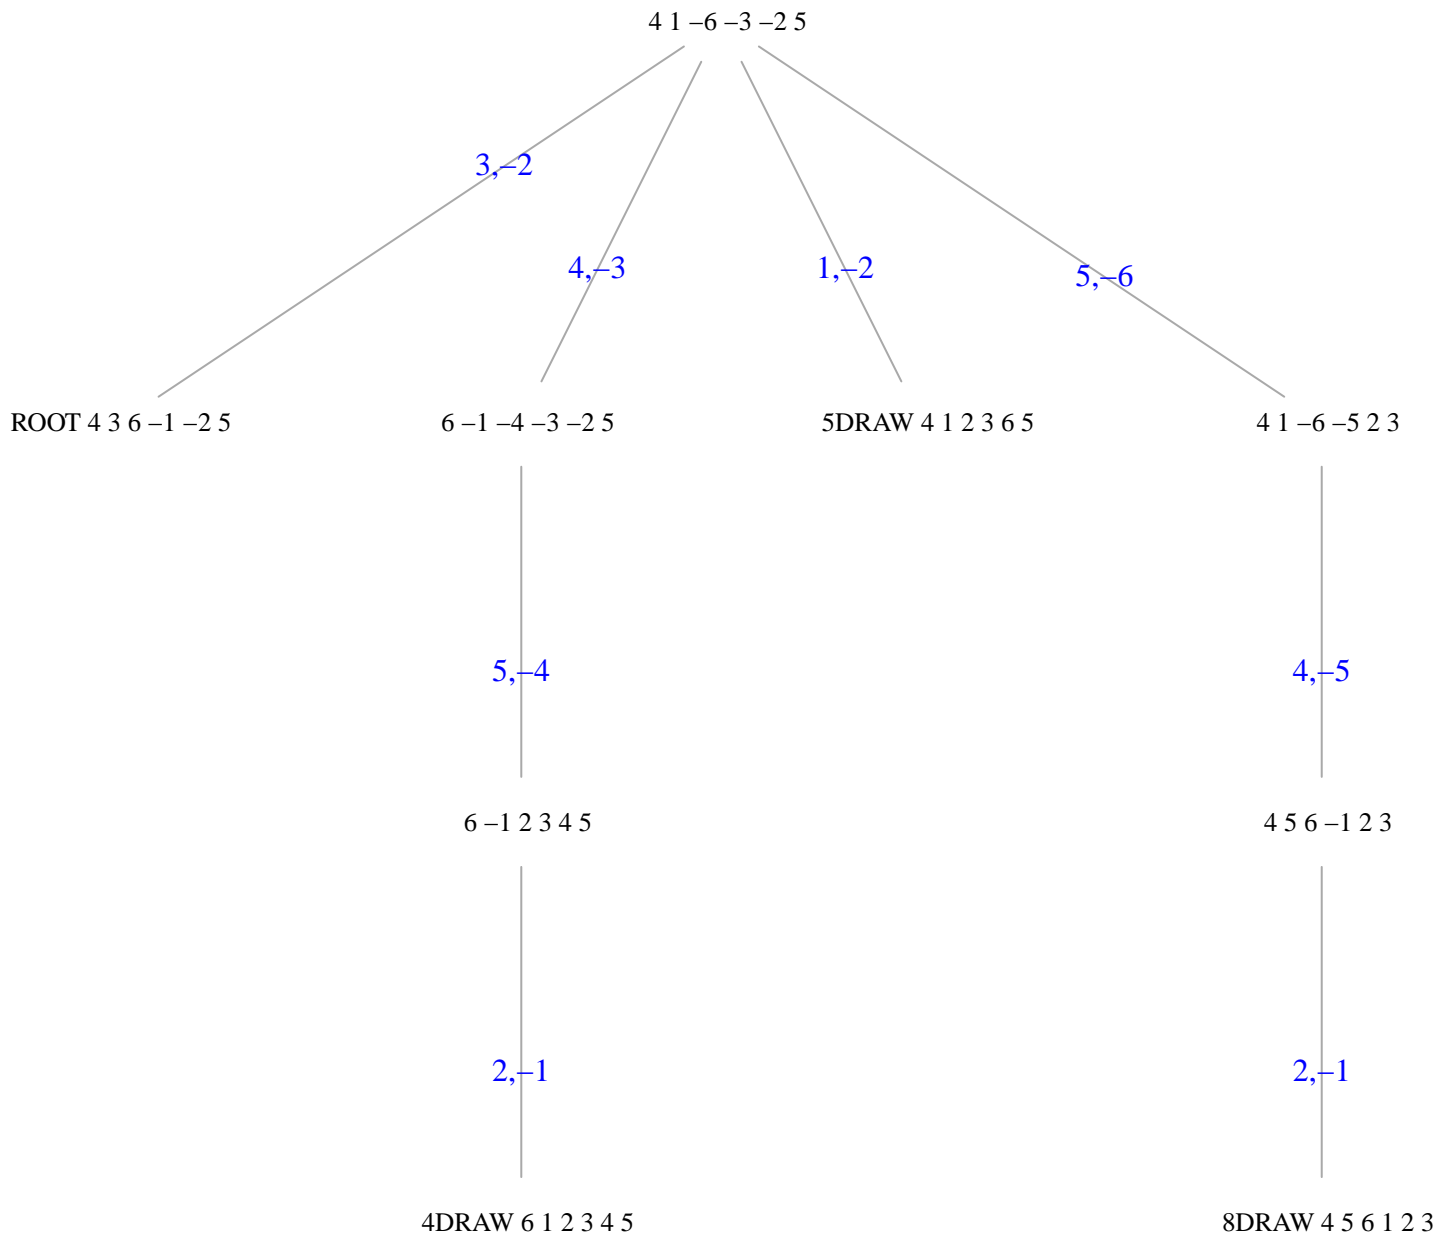 4 1 –6 –3 –2 5
3,–2
4,–3
1,–2
5,–6
ROOT 4 3 6 –1 –2 5
6 –1 –4 –3 –2 5
5DRAW 4 1 2 3 6 5
4 1 –6 –5 2 3
5,–4
4,–5
6 –1 2 3 4 5
4 5 6 –1 2 3
2,–1
2,–1
4DRAW 6 1 2 3 4 5
8DRAW 4 5 6 1 2 3